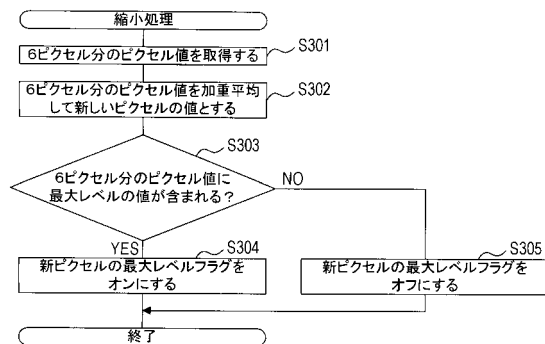 縮小処理
6ピクセル分のピクセル値を取得する
S301
6ピクセル分のピクセル値を加重平均
して新しいピクセルの値とする
S302
S303
6ピクセル分のピクセル値に
最大レベルの値が含まれる？
NO
YES
S304
新ピクセルの最大レベルフラグを
オンにする
S305
新ピクセルの最大レベルフラグを
オフにする
終了